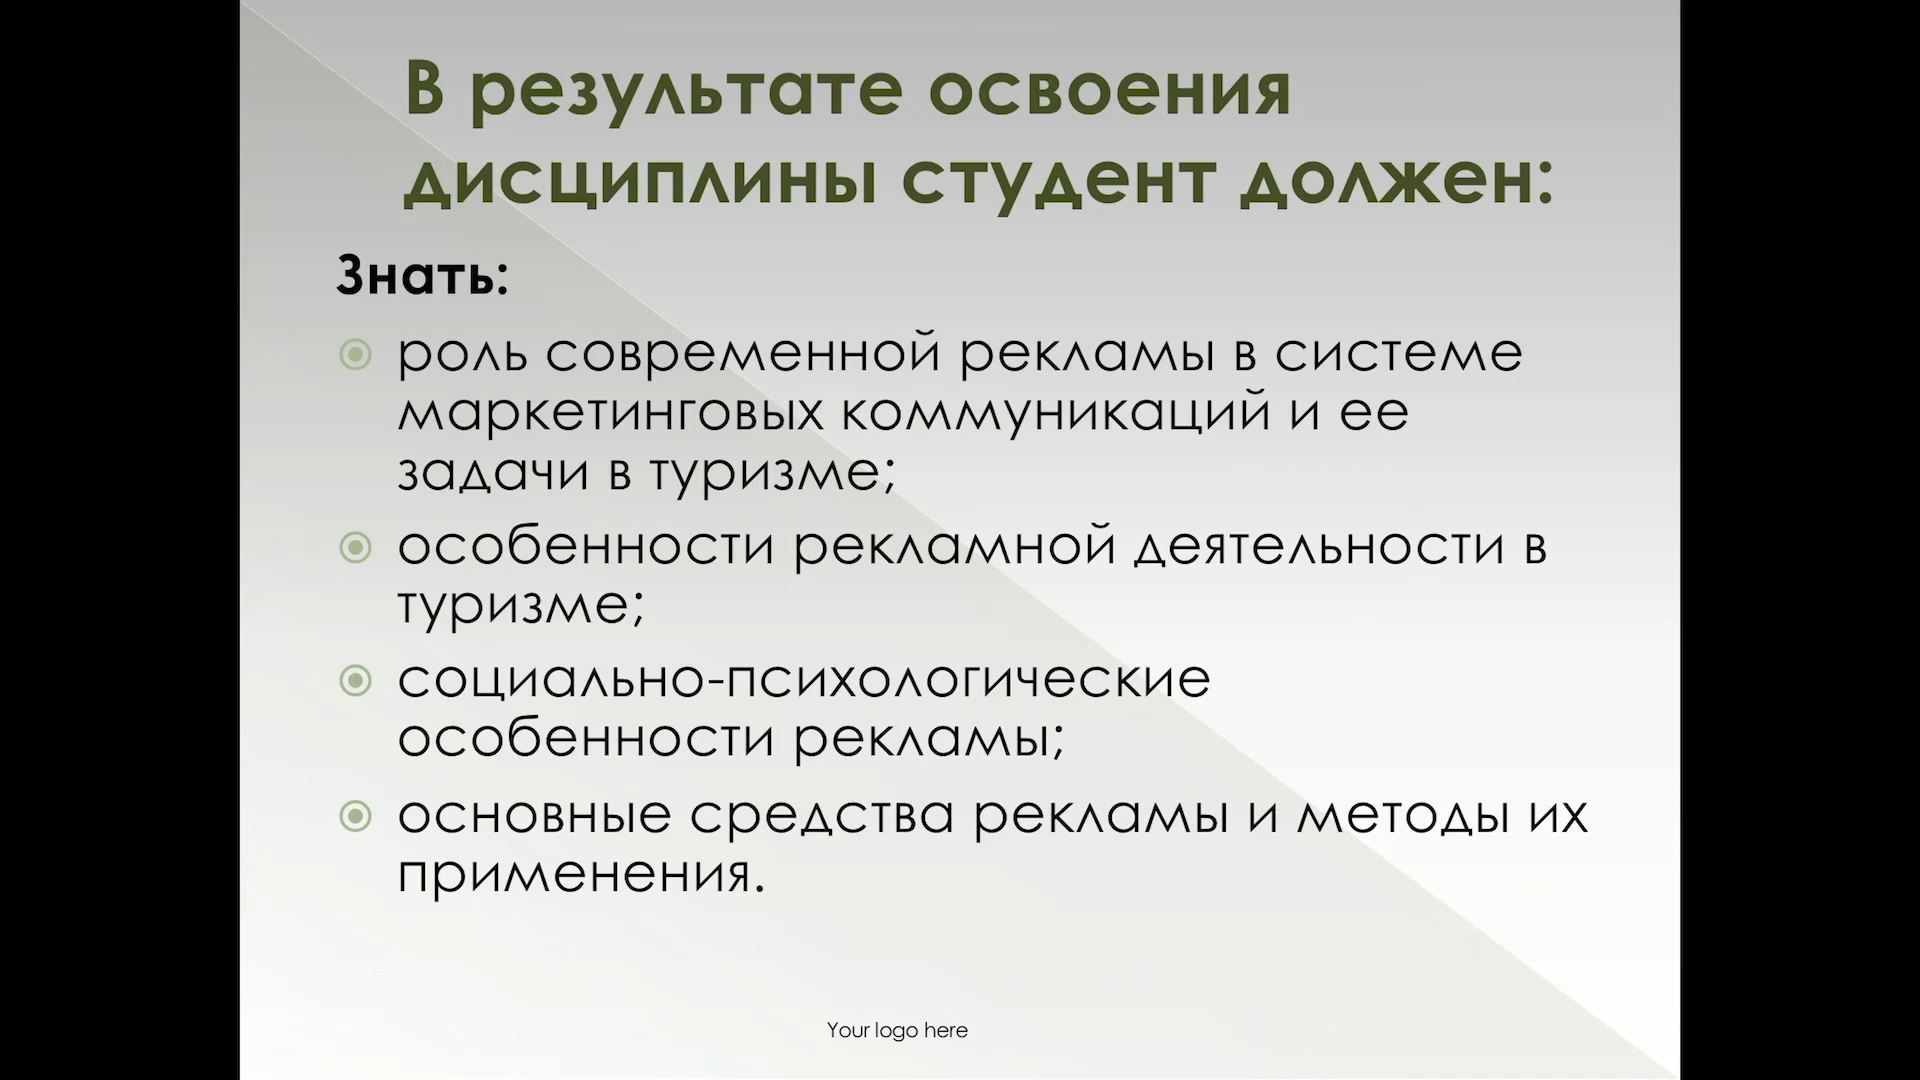 В результате освоения
дисциплины студент должен:
Знать:
роль современной рекламы в системе
маркетинговых коммуникаций и ее
задачи в туризме;
особенности рекламной деятельности в
туризме;
социально-психологические
особенности рекламы;
основные средства рекламы и методы их
применения.
Your logo here